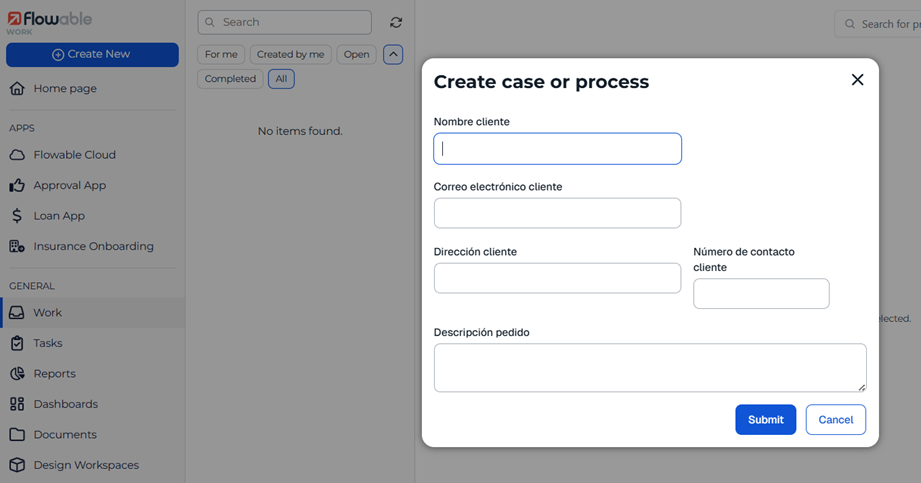 flowable
WORK
Create New
Home page
APPS
Flowable Cloud
Approval App
Loan App
Insurance Onboarding
GENERAL
Work
Tasks
Reports
Dashboards
Documents
Design Workspaces
Search
For me
Created by me
Open
Completed
All
No items found.
Search for
Create case or process
Nombre cliente
Correo electrónico cliente
Dirección cliente
Número de contacto
cliente
Descripción pedido
Submit
Cancel